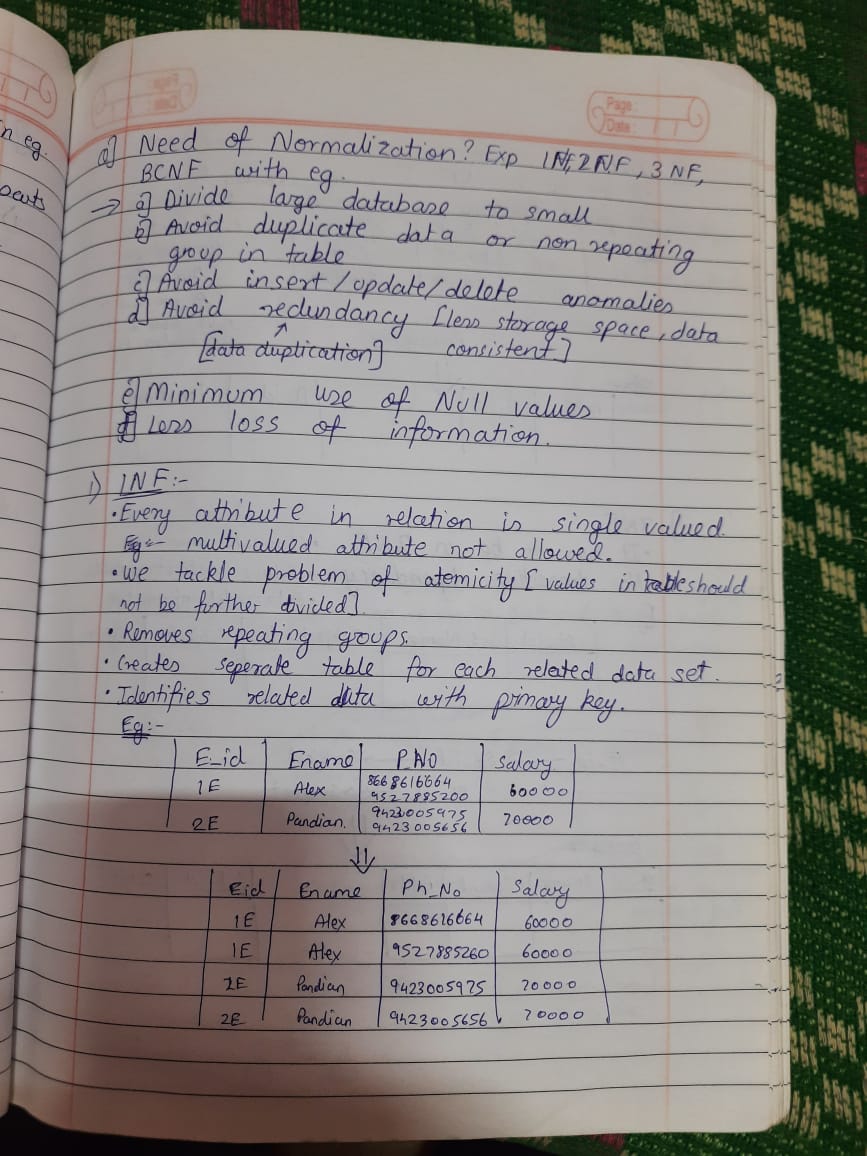 n eg.
oeuts
Page:
Date:
Q] Need of Normalization? Exp 1NF, 2NF, 3NF,
BCNF with eg.
→ a] Divide large database to small
b] Avoid duplicate data or non repeating
group in table
c] Avoid insert/update/delete anomalies
d] Avoid redundancy [less storage space, data
[data duplication] consistent]
e] Minimum use of Null values
f] Less loss of information.
1) 1NF:-
• Every attribute in relation is single valued.
Eg:- multivalued attribute not allowed.
• We tackle problem of atomicity [values in table should
not be further divided]
• Removes repeating groups.
• Creates seperate table for each related data set.
• Identifies related data with primary key.
Eg:-
E_id Ename P_No Salary
1E Alex 8668616664 60000
9527885200
2E Pandian. 9423005975 70000
9423005656
⇓
Eid Ename Ph_No Salary
1E Alex 8668616664 60000
1E Alex 9527885260 60000
2E Pandian 9423005975 70000
2E Pandian 9423005656 70000